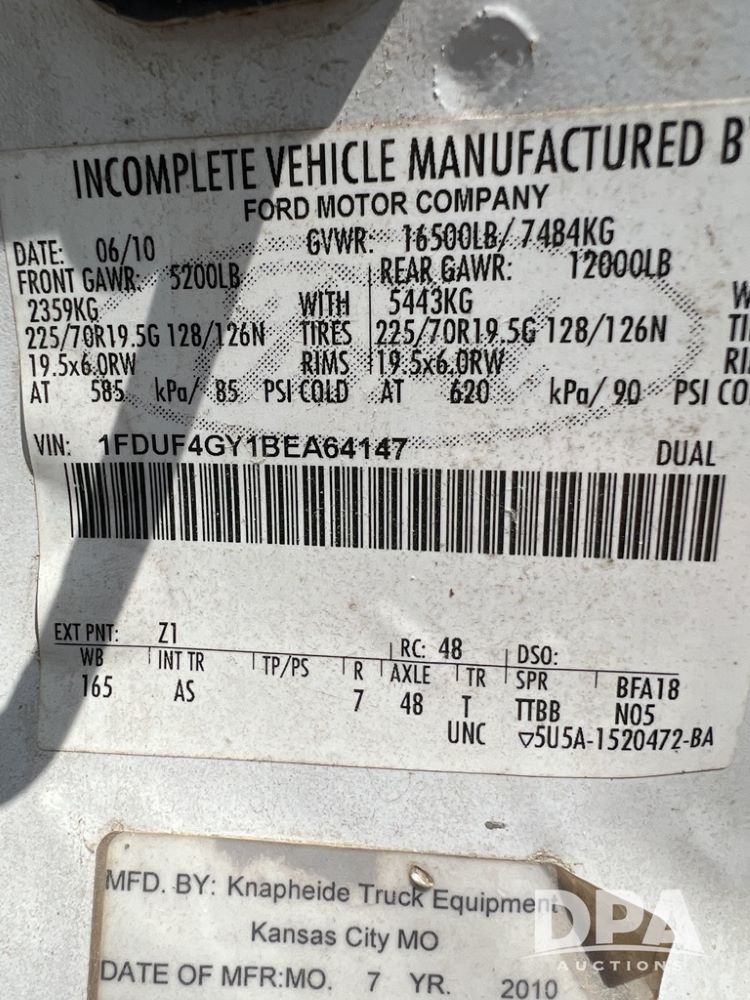 INCOMPLETE VEHICLE MANUFACTURED B
FORD MOTOR COMPANY
DATE: 06/10 GVWR: 16500LB/ 7484KG
FRONT GAWR: 5200LB REAR GAWR: 12000LB
2359KG WITH 5443KG W
225/70R19.5G 128/126N TIRES 225/70R19.5G 128/126N TI
19.5x6.0RW RIMS 19.5x6.0RW RI
AT 585 kPa/ 85 PSI COLD AT 620 kPa/ 90 PSI CO
VIN: 1FDUF4GY1BEA64147 DUAL
EXT PNT: Z1 RC: 48 DSO:
WB INT TR TP/PS R AXLE TR SPR BFA18
165 AS 7 48 T TTBB N05
UNC ▽5U5A-1520472-BA
MFD. BY: Knapheide Truck Equipment
Kansas City MO
DATE OF MFR:MO. 7 YR. 2010
DPA
AUCTIONS